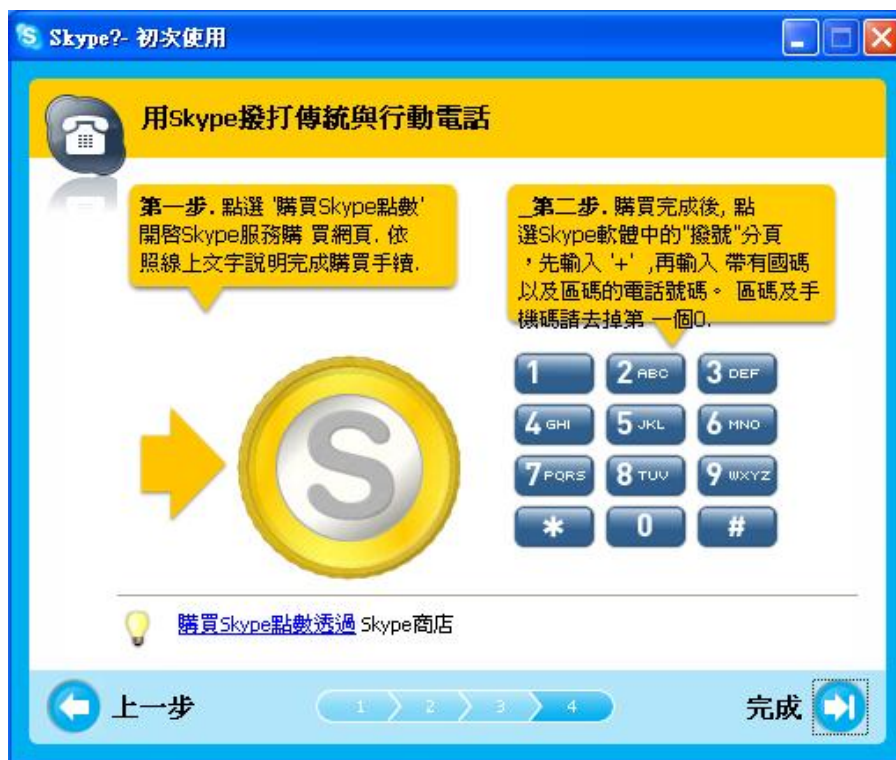 Skype?- 初次使用
用Skype撥打傳統與行動電話
第一步. 點選 '購買Skype點數'
開啓Skype服務購 買網頁. 依
照線上文字說明完成購買手續.
_第二步. 購買完成後, 點
選Skype軟體中的"撥號"分頁
，先輸入 '+' ,再輸入 帶有國碼
以及區碼的電話號碼。 區碼及手
機碼請去掉第 一個0.
S
1 2 ABC 3 DEF
4 GHI 5 JKL 6 MNO
7 PQRS 8 TUV 9 WXYZ
* 0 #
購買Skype點數透過 Skype商店
上一步 1 2 3 4 完成